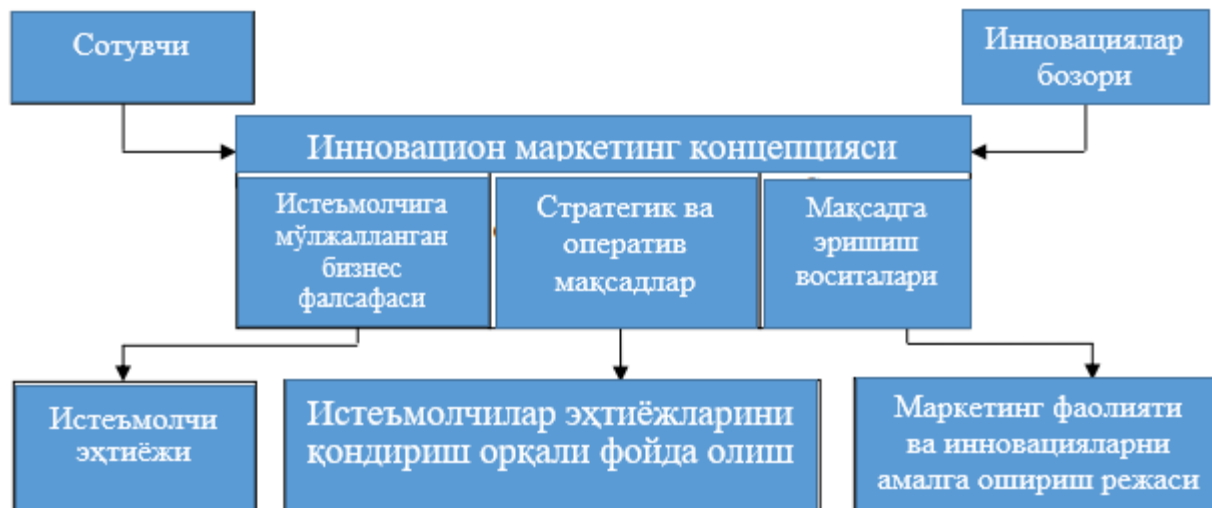 Сотувчи
Инновациялар
бозори
Инновацион маркетинг концепцияси
Истеъмолчига
мўлжалланган
бизнес
фалсафаси
Стратегик ва
оператив
мақсадлар
Мақсадга
эришиш
воситалари
Истеъмолчи
эҳтиёжи
Истеъмолчилар эҳтиёжларини
қондириш орқали фойда олиш
Маркетинг фаолияти
ва инновацияларни
амалга ошириш режаси